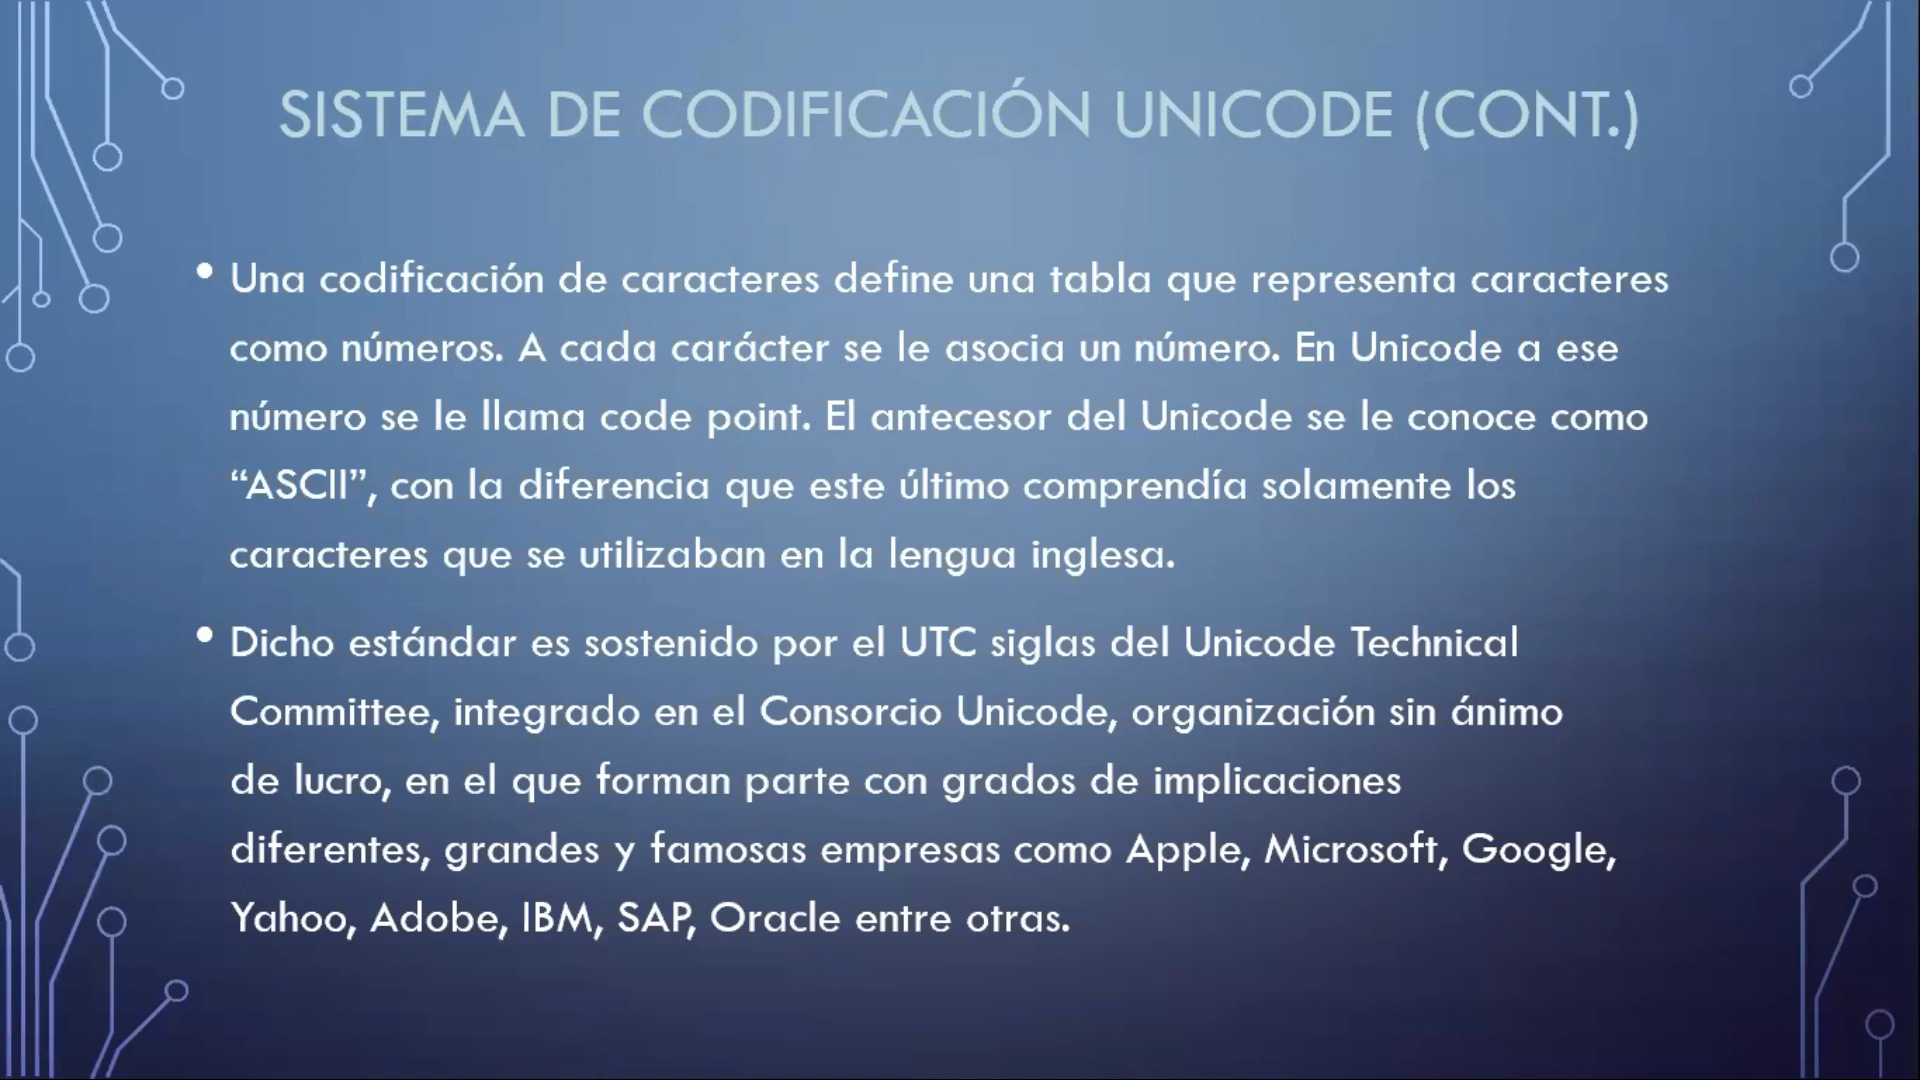 SISTEMA DE CODIFICACIÓN UNICODE (CONT.)
• Una codificación de caracteres define una tabla que representa caracteres
como números. A cada carácter se le asocia un número. En Unicode a ese
número se le llama code point. El antecesor del Unicode se le conoce como
“ASCII”, con la diferencia que este último comprendía solamente los
caracteres que se utilizaban en la lengua inglesa.
• Dicho estándar es sostenido por el UTC siglas del Unicode Technical
Committee, integrado en el Consorcio Unicode, organización sin ánimo
de lucro, en el que forman parte con grados de implicaciones
diferentes, grandes y famosas empresas como Apple, Microsoft, Google,
Yahoo, Adobe, IBM, SAP, Oracle entre otras.